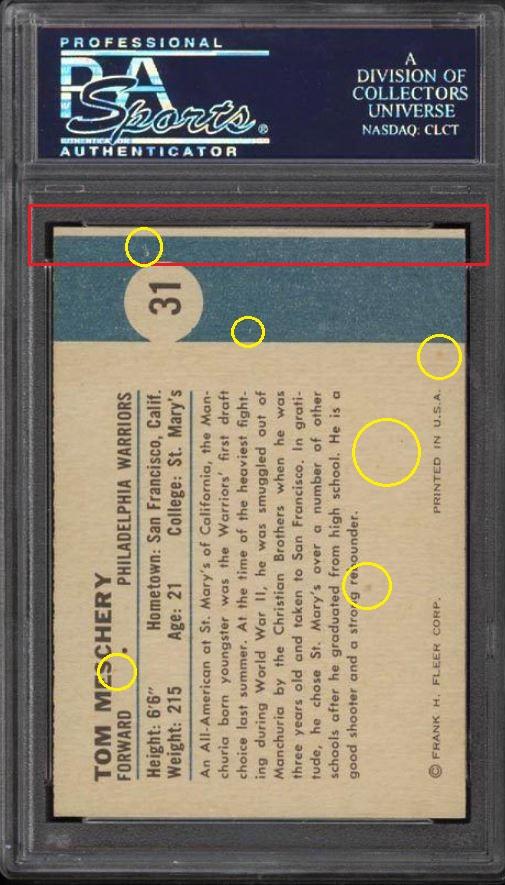 PROFESSIONAL
PSA
Sports®
AUTHENTICATOR
A
DIVISION OF
COLLECTORS
UNIVERSE
NASDAQ: CLCT
31
TOM MESCHERY
FORWARD PHILADELPHIA WARRIORS
Height: 6'6" Hometown: San Francisco, Calif.
Weight: 215 Age: 21 College: St. Mary's
An All-American at St. Mary's of California, the Man-
churia born youngster was the Warriors' first draft
choice last summer. At the time of the heaviest fight-
ing during World War II, he was smuggled out of
Manchuria by the Christian Brothers when he was
three years old and taken to San Francisco. In grati-
tude, he chose St. Mary's over a number of other
schools after he graduated from high school. He is a
good shooter and a strong rebounder.
© FRANK H. FLEER CORP. PRINTED IN U.S.A.